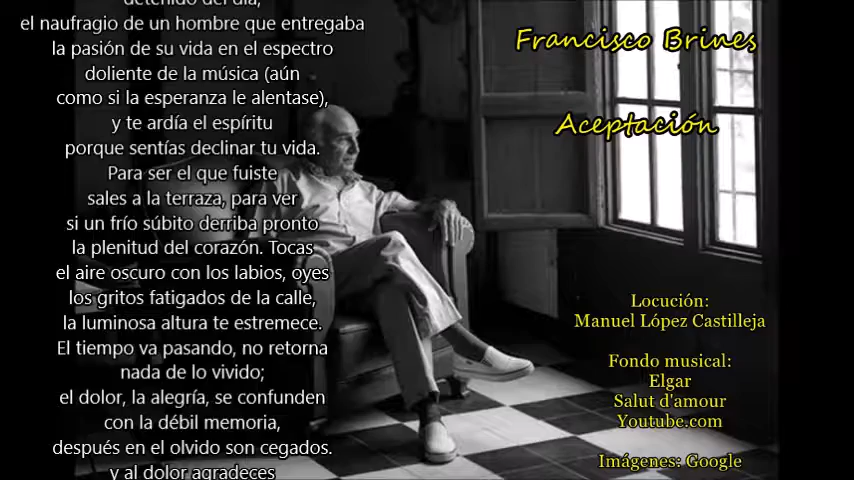 detenido del día,
el naufragio de un hombre que entregaba
la pasión de su vida en el espectro
doliente de la música (aún
como si la esperanza le alentase),
y te ardía el espíritu
porque sentías declinar tu vida.
Para ser el que fuiste
sales a la terraza, para ver
si un frío súbito derriba pronto
la plenitud del corazón. Tocas
el aire oscuro con los labios, oyes
los gritos fatigados de la calle,
la luminosa altura te estremece.
El tiempo va pasando, no retorna
nada de lo vivido;
el dolor, la alegría, se confunden
con la débil memoria,
después en el olvido son cegados.
y al dolor agradeces
Francisco Brines
Aceptación
Locución:
Manuel López Castilleja
Fondo musical:
Elgar
Salut d'amour
Youtube.com
Imágenes: Google